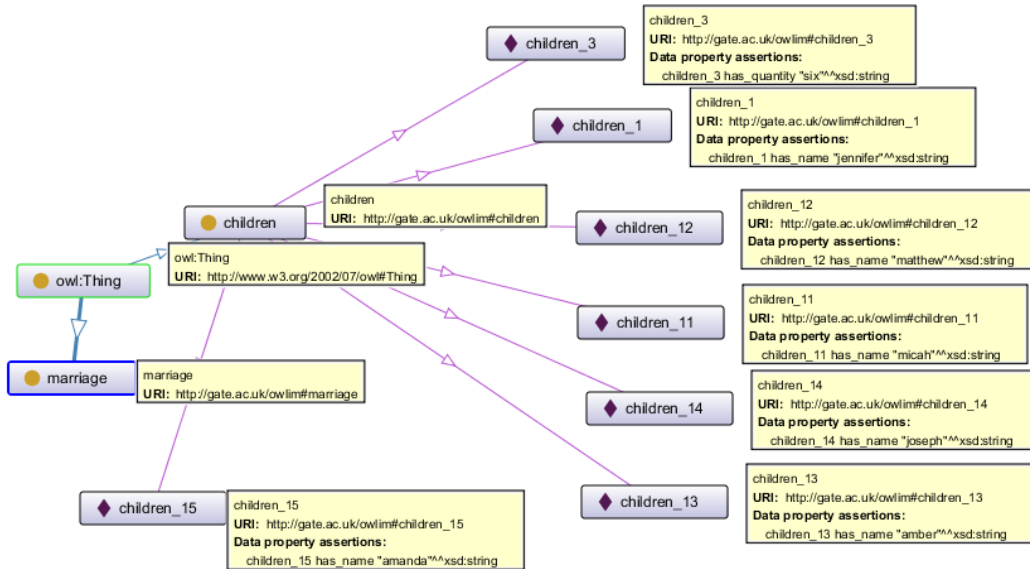 children_3
children_3
URI: http://gate.ac.uk/owlim#children_3
Data property assertions:
children_3 has_quantity "six"^^xsd:string
children_1
children_1
URI: http://gate.ac.uk/owlim#children_1
Data property assertions:
children_1 has_name "jennifer"^^xsd:string
children
children
URI: http://gate.ac.uk/owlim#children
children_12
children_12
URI: http://gate.ac.uk/owlim#children_12
Data property assertions:
children_12 has_name "matthew"^^xsd:string
owl:Thing
owl:Thing
URI: http://www.w3.org/2002/07/owl#Thing
children_11
children_11
URI: http://gate.ac.uk/owlim#children_11
Data property assertions:
children_11 has_name "micah"^^xsd:string
marriage
marriage
URI: http://gate.ac.uk/owlim#marriage
children_14
children_14
URI: http://gate.ac.uk/owlim#children_14
Data property assertions:
children_14 has_name "joseph"^^xsd:string
children_15
children_15
URI: http://gate.ac.uk/owlim#children_15
Data property assertions:
children_15 has_name "amanda"^^xsd:string
children_13
children_13
URI: http://gate.ac.uk/owlim#children_13
Data property assertions:
children_13 has_name "amber"^^xsd:string